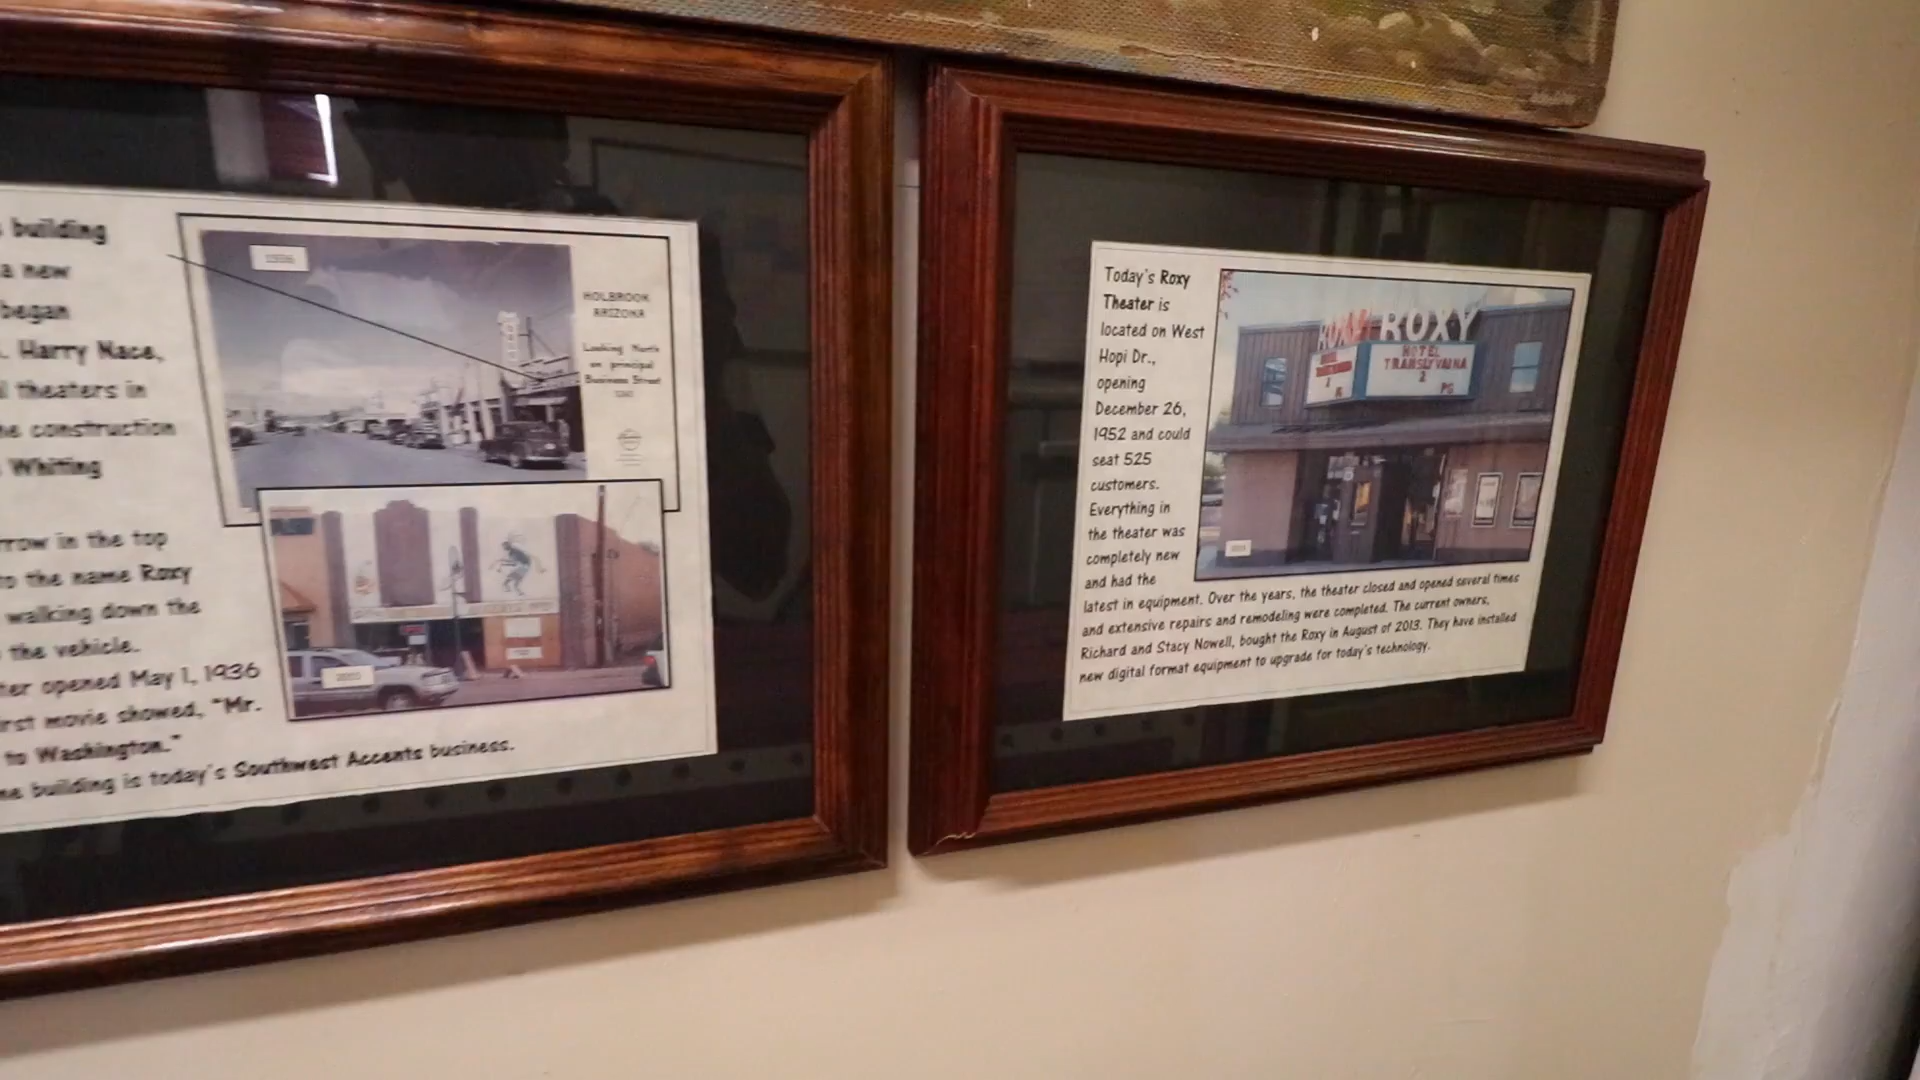 building
a new
began
. Harry Nace,
theaters in
construction
Whiting
rrow in the top
to the name Roxy
walking down the
the vehicle.
ter opened May 1, 1936
irst movie showed, "Mr.
to Washington."
building is today's Southwest Accents business.
HOLBROOK
ARIZONA
Looking North
on principal
Business Street
Today's Roxy
Theater is
located on West
Hopi Dr.,
opening
December 26,
1952 and could
seat 525
customers.
Everything in
the theater was
completely new
and had the
latest in equipment. Over the years, the theater closed and opened several times
and extensive repairs and remodeling were completed. The current owners,
Richard and Stacy Nowell, bought the Roxy in August of 2013. They have installed
new digital format equipment to upgrade for today's technology.
ROXY
HOTEL
TRANSLYVAINA
2
PG